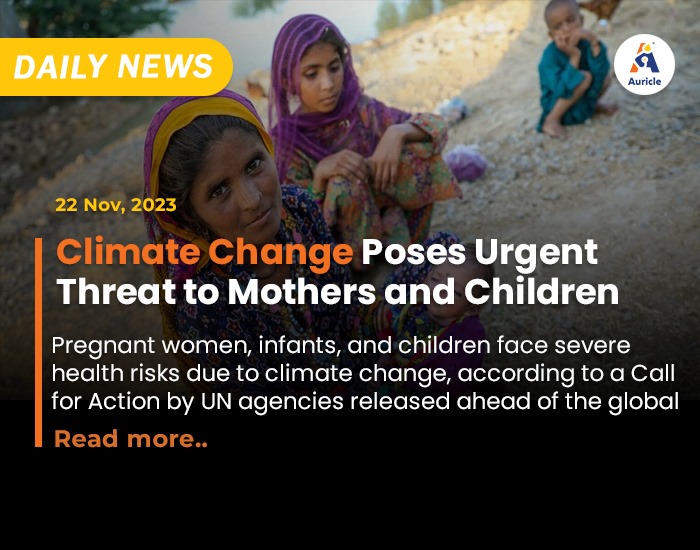 DAILY NEWS
Auricle
22 Nov, 2023
Climate Change Poses Urgent
Threat to Mothers and Children
Pregnant women, infants, and children face severe
health risks due to climate change, according to a Call
for Action by UN agencies released ahead of the global
Read more..